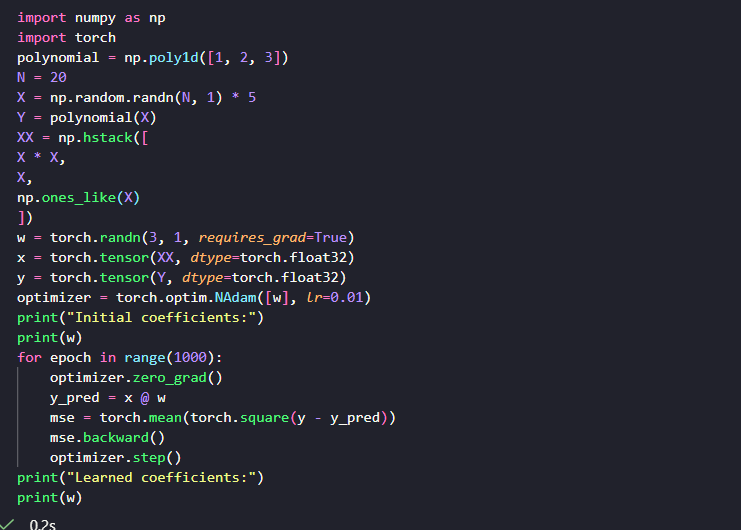 import numpy as np
import torch
polynomial = np.poly1d([1, 2, 3])
N = 20
X = np.random.randn(N, 1) * 5
Y = polynomial(X)
XX = np.hstack([
X * X,
X,
np.ones_like(X)
])
w = torch.randn(3, 1, requires_grad=True)
x = torch.tensor(XX, dtype=torch.float32)
y = torch.tensor(Y, dtype=torch.float32)
optimizer = torch.optim.NAdam([w], lr=0.01)
print("Initial coefficients:")
print(w)
for epoch in range(1000):
    optimizer.zero_grad()
    y_pred = x @ w
    mse = torch.mean(torch.square(y - y_pred))
    mse.backward()
    optimizer.step()
print("Learned coefficients:")
print(w)
0.2s